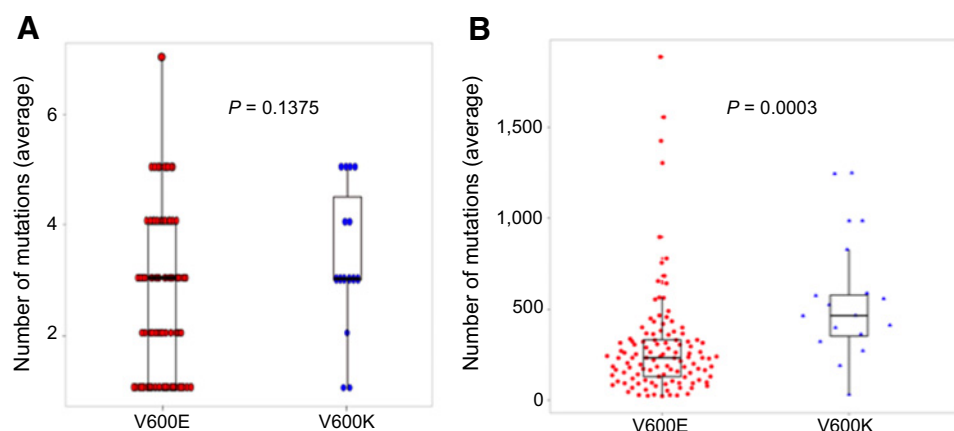 A
B
Number of mutations (average)
6
4
2
P = 0.1375
V600E
V600K
Number of mutations (average)
1,500
1,000
500
0
P = 0.0003
V600E
V600K